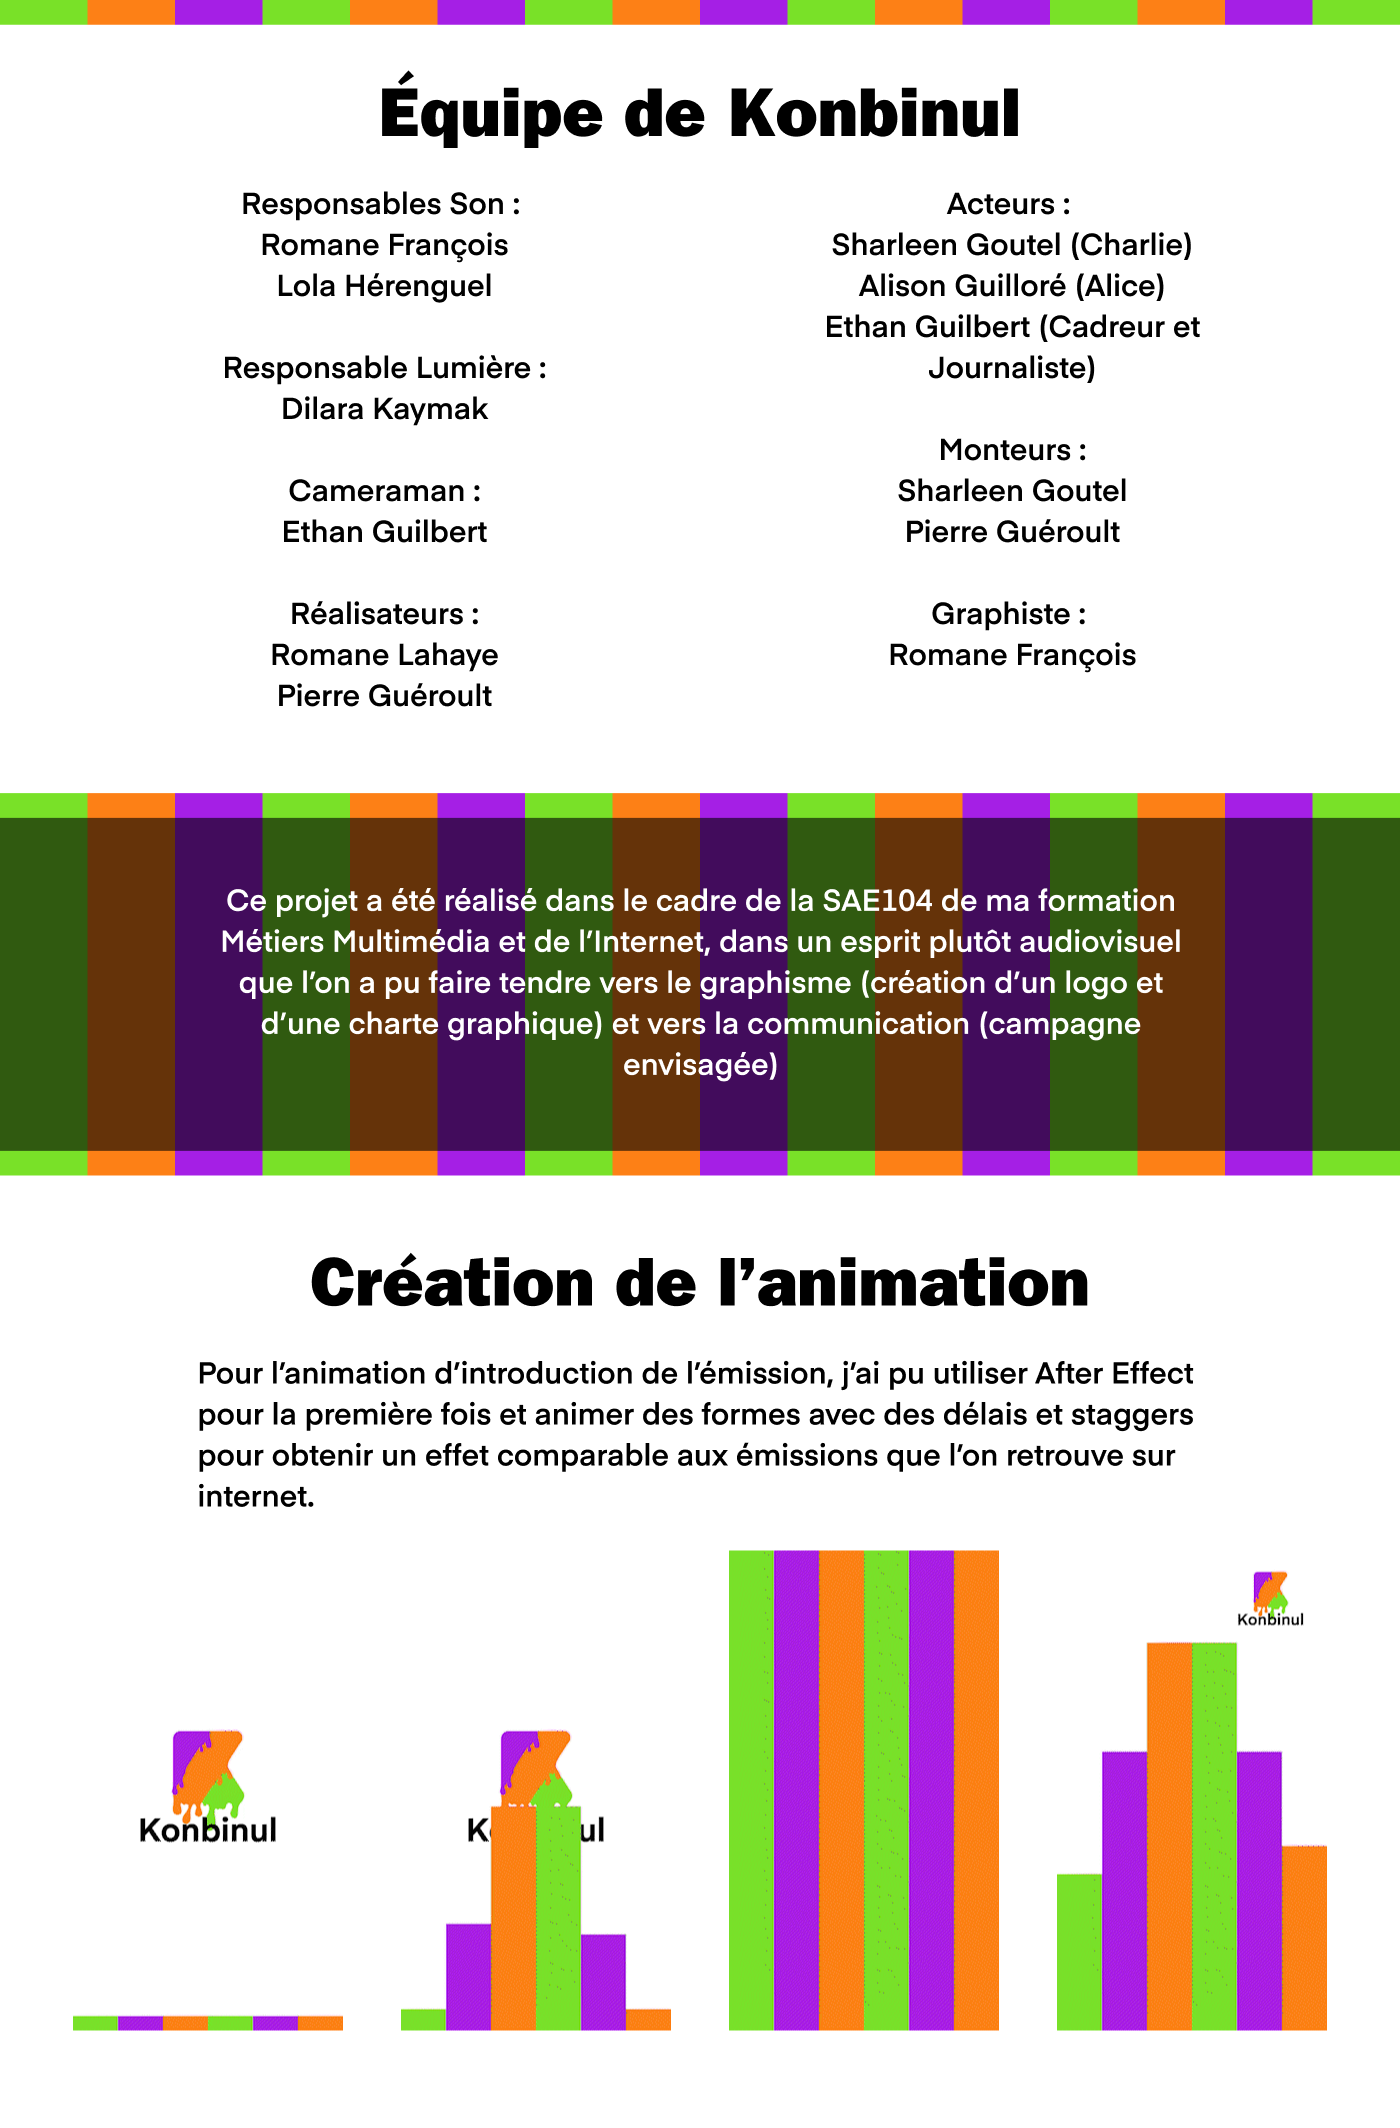 Équipe de Konbinul
Responsables Son :
Romane François
Lola Hérenguel
Responsable Lumière :
Dilara Kaymak
Cameraman :
Ethan Guilbert
Réalisateurs :
Romane Lahaye
Pierre Guéroult
Acteurs :
Sharleen Goutel (Charlie)
Alison Guilloré (Alice)
Ethan Guilbert (Cadreur et
Journaliste)
Monteurs :
Sharleen Goutel
Pierre Guéroult
Graphiste :
Romane François
Ce projet a été réalisé dans le cadre de la SAE104 de ma formation
Métiers Multimédia et de l’Internet, dans un esprit plutôt audiovisuel
que l’on a pu faire tendre vers le graphisme (création d’un logo et
d’une charte graphique) et vers la communication (campagne
envisagée)
Création de l’animation
Pour l’animation d’introduction de l’émission, j’ai pu utiliser After Effect
pour la première fois et animer des formes avec des délais et staggers
pour obtenir un effet comparable aux émissions que l’on retrouve sur
internet.
Konbinul
K ul
Konbinul